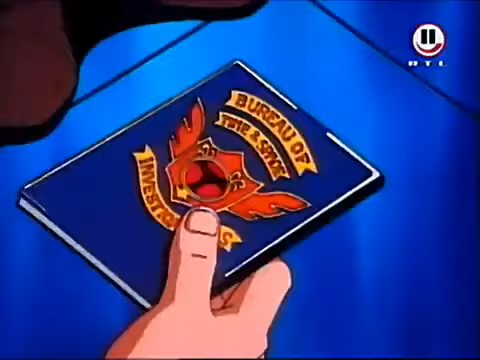 BUREAU OF
TIME & SPACE
INVESTIGATIONS
RTL